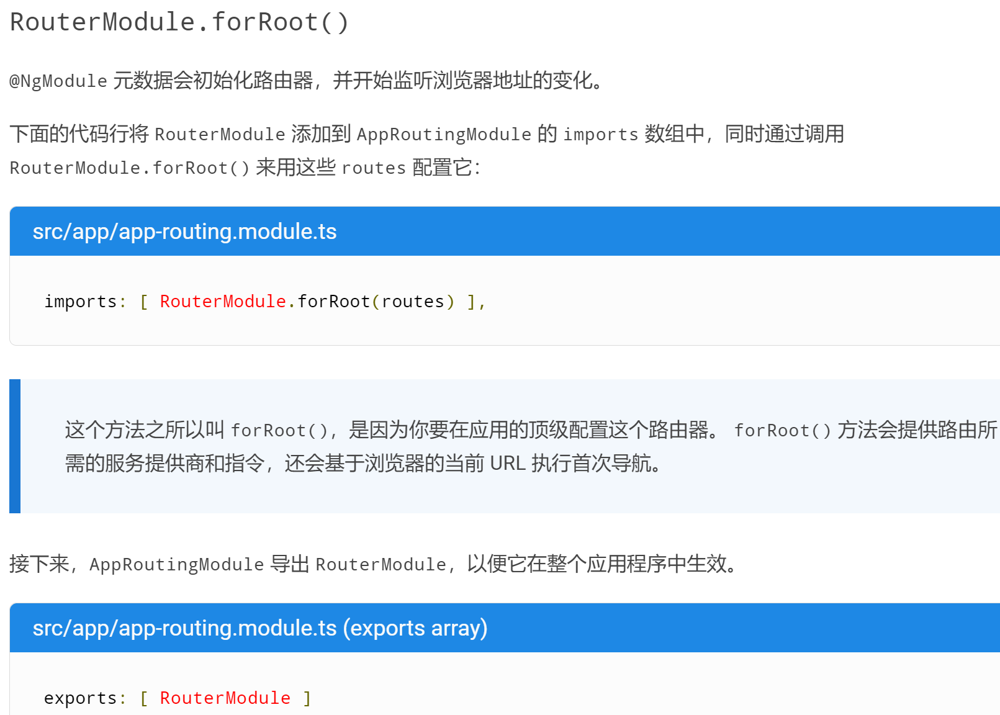 RouterModule.forRoot()
@NgModule 元数据会初始化路由器，并开始监听浏览器地址的变化。
下面的代码行将 RouterModule 添加到 AppRoutingModule 的 imports 数组中，同时通过调用
RouterModule.forRoot() 来用这些 routes 配置它：
src/app/app-routing.module.ts
imports: [ RouterModule.forRoot(routes) ],
这个方法之所以叫 forRoot()，是因为你要在应用的顶级配置这个路由器。 forRoot() 方法会提供路由所
需的服务提供商和指令，还会基于浏览器的当前 URL 执行首次导航。
接下来，AppRoutingModule 导出 RouterModule，以便它在整个应用程序中生效。
src/app/app-routing.module.ts (exports array)
exports: [ RouterModule ]